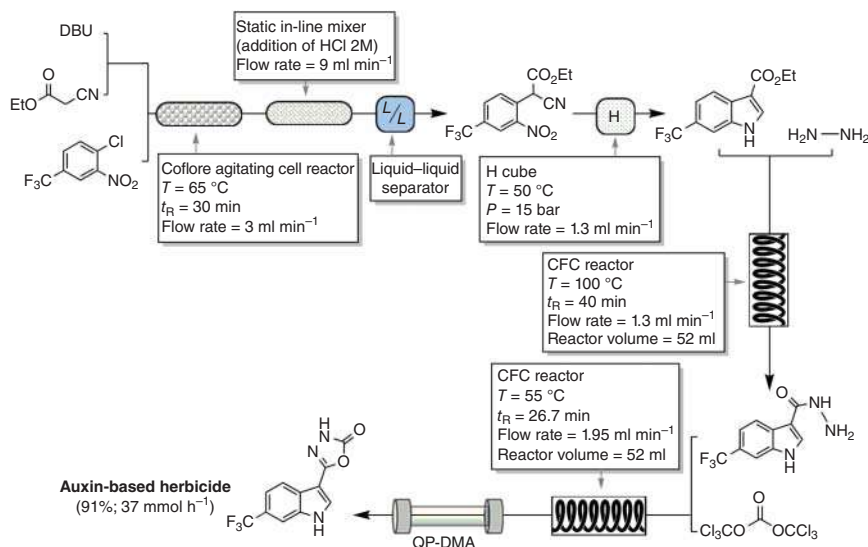 DBU
Static in-line mixer
(addition of HCl 2M)
Flow rate = 9 ml min⁻¹
O
EtO
CN
Cl
NO₂
F₃C
L/L
CO₂Et
CN
NO₂
F₃C
H
CO₂Et
N
H
F₃C
H₂N
NH₂
Coflore agitating cell reactor
T = 65 °C
tR = 30 min
Flow rate = 3 ml min⁻¹
Liquid–liquid
separator
H cube
T = 50 °C
P = 15 bar
Flow rate = 1.3 ml min⁻¹
CFC reactor
T = 100 °C
tR = 40 min
Flow rate = 1.3 ml min⁻¹
Reactor volume = 52 ml
CFC reactor
T = 55 °C
tR = 26.7 min
Flow rate = 1.95 ml min⁻¹
Reactor volume = 52 ml
O
NH
NH₂
F₃C
N
H
O
Cl₃CO
OCCl₃
HN
O
N
O
F₃C
N
H
Auxin-based herbicide
(91%; 37 mmol h⁻¹)
QP-DMA